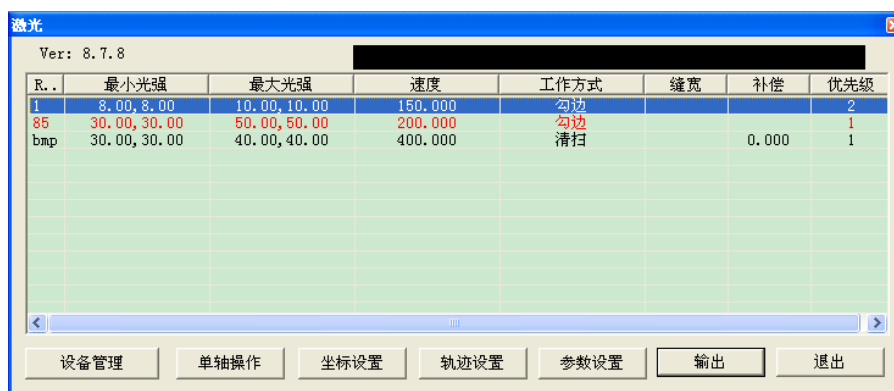 激光
Ver: 8.7.8
R.. 最小光强 最大光强 速度 工作方式 缝宽 补偿 优先级
1 8.00,8.00 10.00,10.00 150.000 勾边 2
85 30.00,30.00 50.00,50.00 200.000 勾边 1
bmp 30.00,30.00 40.00,40.00 400.000 清扫 0.000 1
设备管理 单轴操作 坐标设置 轨迹设置 参数设置 输出 退出